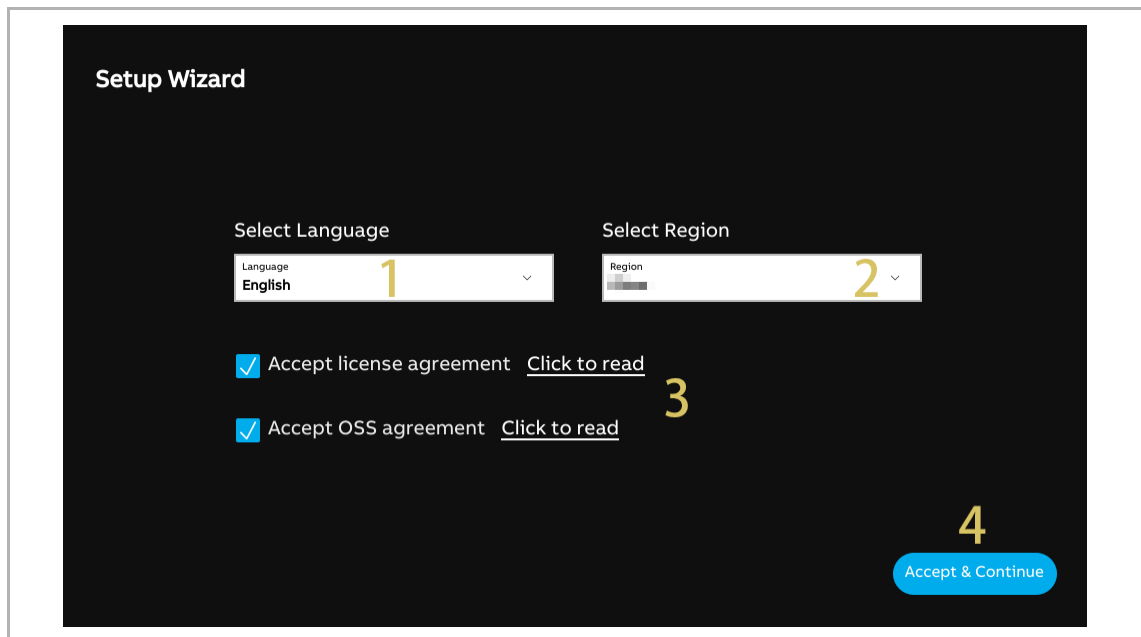 Setup Wizard
Select Language
Select Region
Language
English
1
Region
2
Accept license agreement Click to read
3
Accept OSS agreement Click to read
4
Accept & Continue